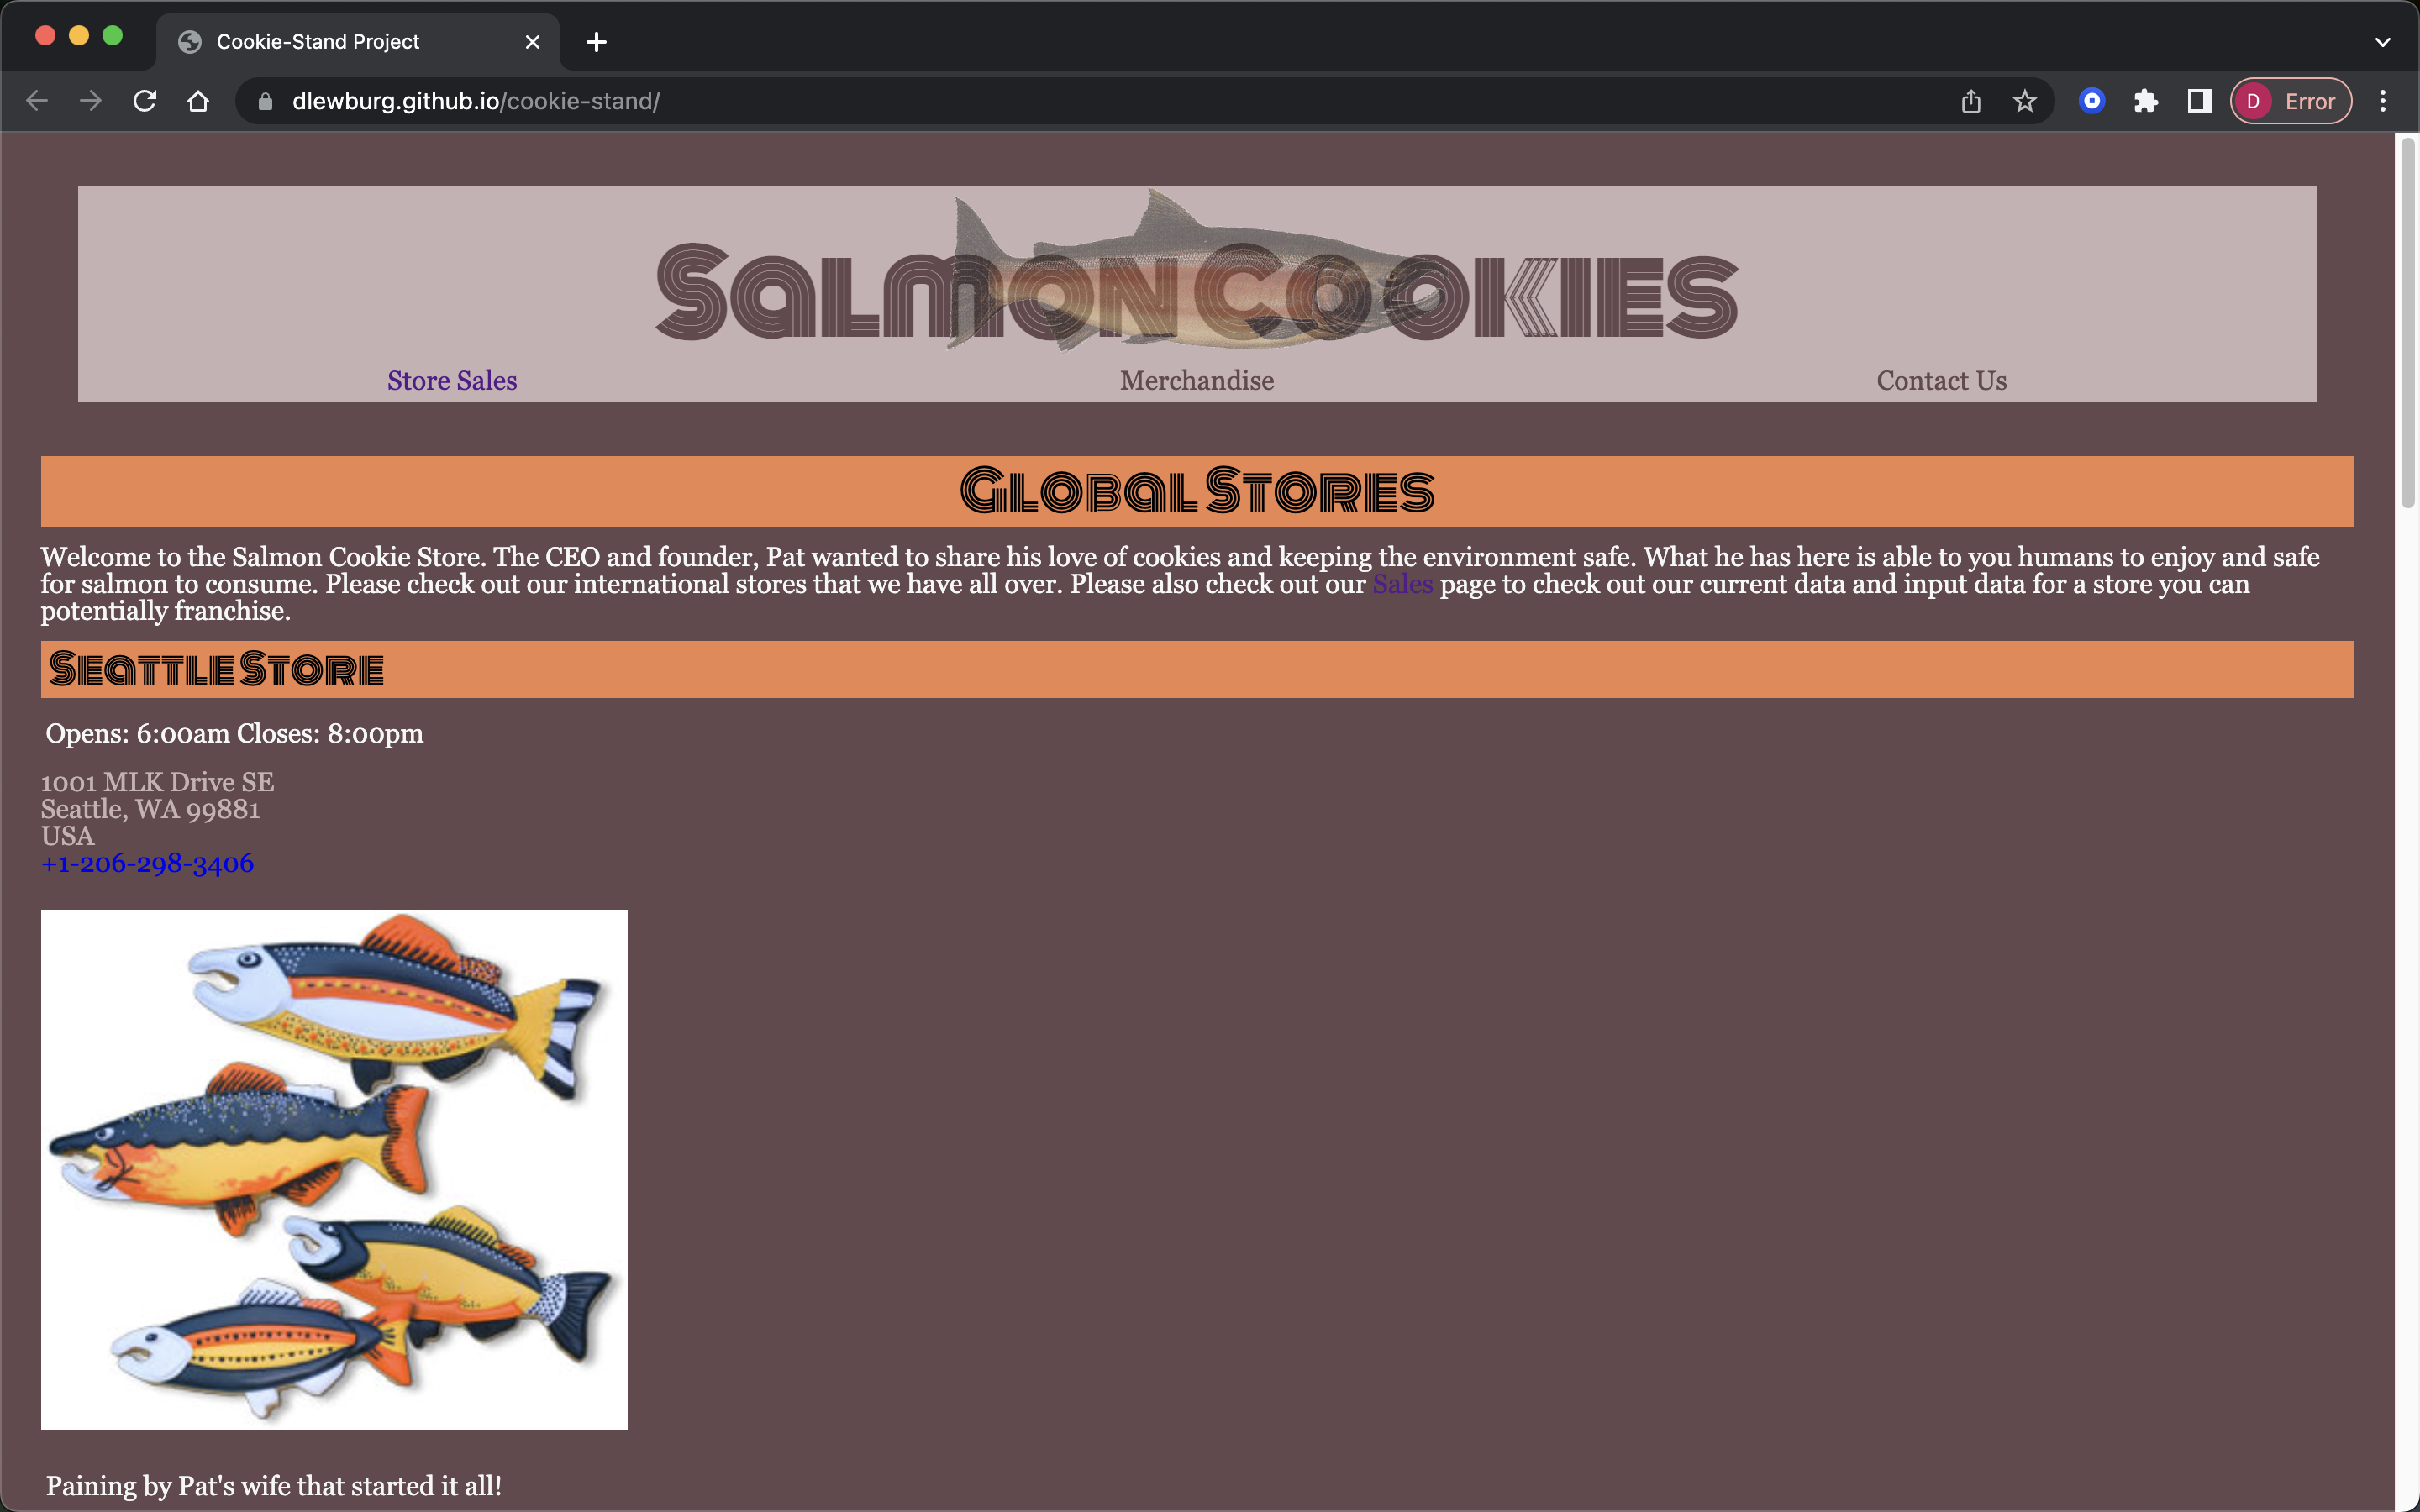 Cookie-Stand Project
dlewburg.github.io/cookie-stand/
D Error
Salmon Cookies
Store Sales Merchandise Contact Us
Global Stores
Welcome to the Salmon Cookie Store. The CEO and founder, Pat wanted to share his love of cookies and keeping the environment safe. What he has here is able to you humans to enjoy and safe
for salmon to consume. Please check out our international stores that we have all over. Please also check out our Sales page to check out our current data and input data for a store you can
potentially franchise.
Seattle Store
Opens: 6:00am Closes: 8:00pm
1001 MLK Drive SE
Seattle, WA 99881
USA
+1-206-298-3406
Paining by Pat's wife that started it all!